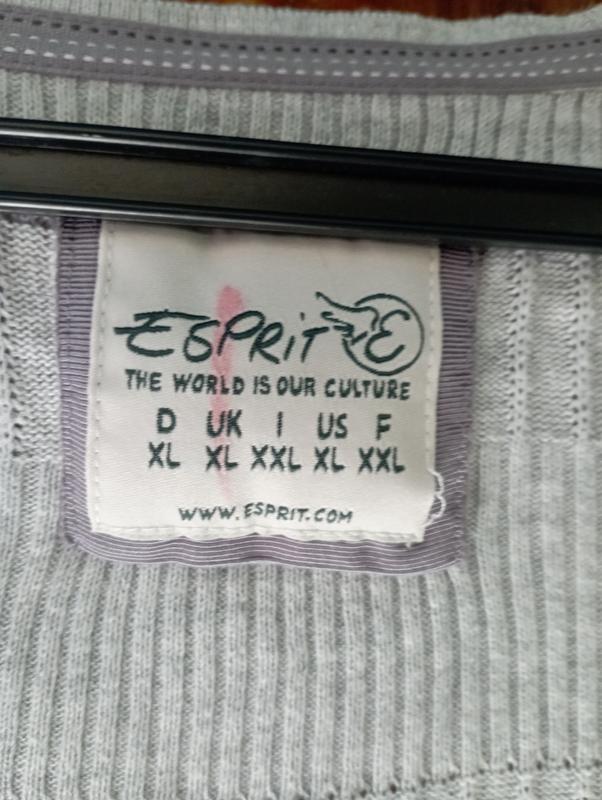 ESPRIT E
THE WORLD IS OUR CULTURE
D UK I US F
XL XL XXL XL XXL
WWW.ESPRIT.COM